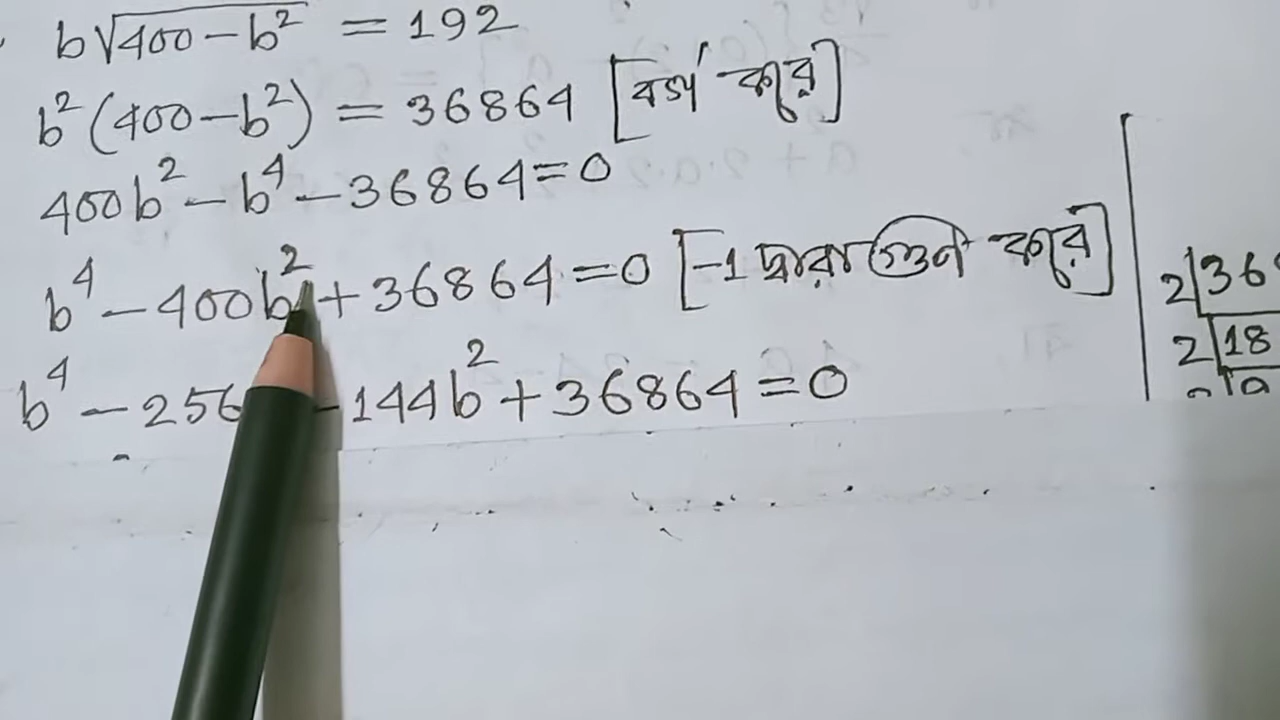 b√400-b² = 192
b²(400-b²) = 36864 [বর্গ করে]
400b²-b⁴-36864=0
b⁴-400b²+36864=0 [-1 দ্বারা গুন করে]
b⁴-256 -144b²+36864=0
2|36
2|18